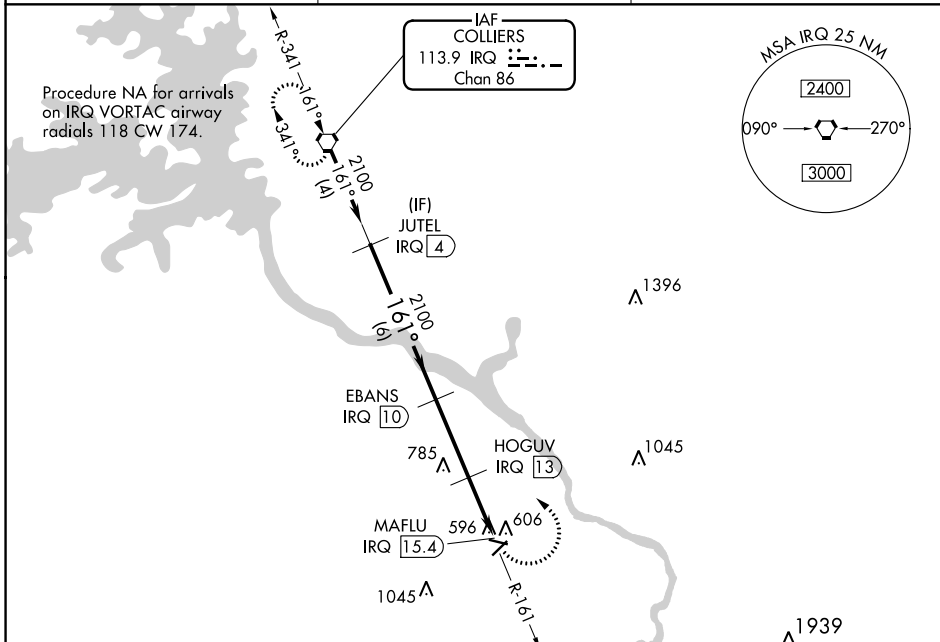 IAF
COLLIERS
113.9 IRQ
Chan 86
R-341
161°
341°
Procedure NA for arrivals
on IRQ VORTAC airway
radials 118 CW 174.
MSA IRQ 25 NM
2400
090°
270°
3000
2100
161°
(4)
(IF)
JUTEL
IRQ 4
2100
161°
(6)
1396
EBANS
IRQ 10
785
HOGUV
IRQ 13
1045
MAFLU
IRQ 15.4
596
606
1045
R-161
1939